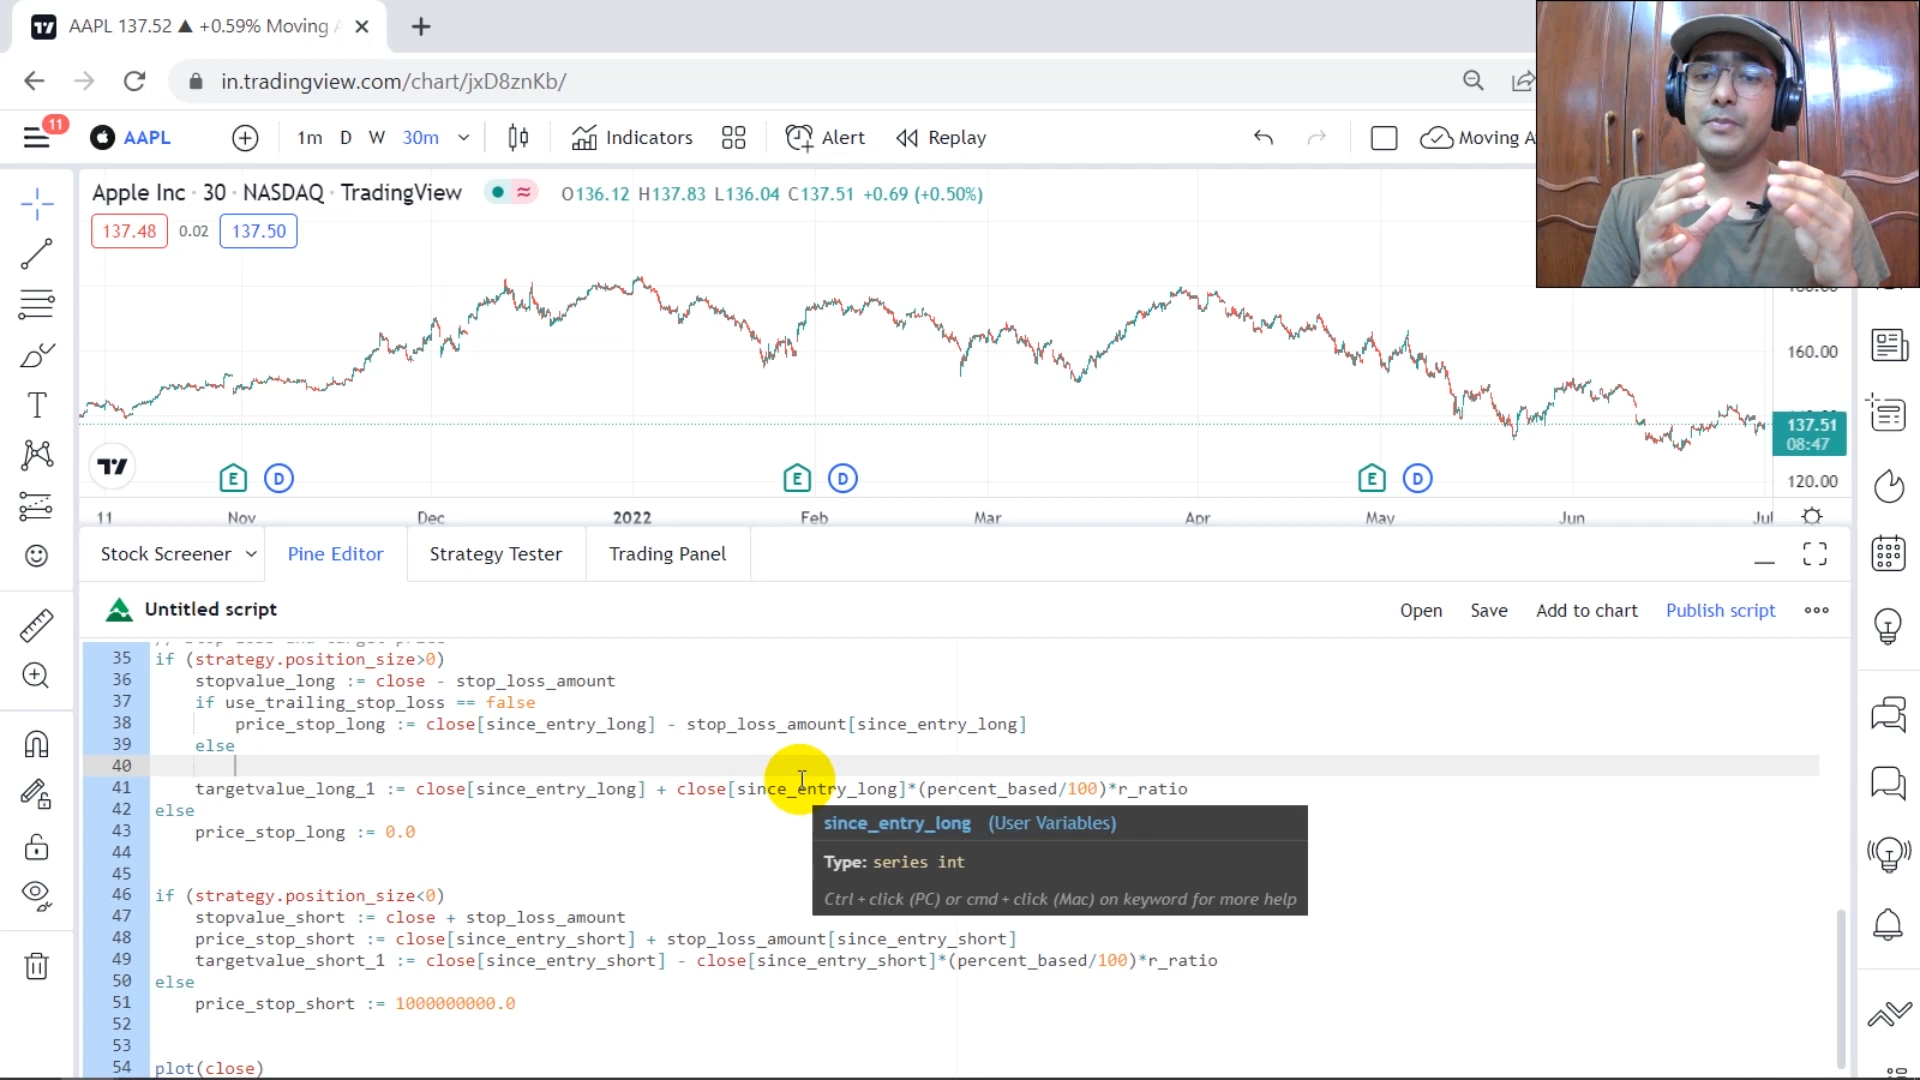 AAPL 137.52 ▲ +0.59% Moving
in.tradingview.com/chart/jxD8znKb/
11
AAPL
1m D W 30m
Indicators
Alert
Replay
Moving A
Apple Inc · 30 · NASDAQ · TradingView
O136.12 H137.83 L136.04 C137.51 +0.69 (+0.50%)
137.48 0.02 137.50
160.00
137.51
08:47
120.00
E D E D E D
11 Nov Dec 2022 Feb Mar Apr May Jun Jul
Stock Screener Pine Editor Strategy Tester Trading Panel
Untitled script
Open Save Add to chart Publish script
// Stop loss and target price
35 if (strategy.position_size>0)
36 stopvalue_long := close - stop_loss_amount
37 if use_trailing_stop_loss == false
38 price_stop_long := close[since_entry_long] - stop_loss_amount[since_entry_long]
39 else
40
41 targetvalue_long_1 := close[since_entry_long] + close[since_entry_long]*(percent_based/100)*r_ratio
42 else
43 price_stop_long := 0.0
44
45
46 if (strategy.position_size<0)
47 stopvalue_short := close + stop_loss_amount
48 price_stop_short := close[since_entry_short] + stop_loss_amount[since_entry_short]
49 targetvalue_short_1 := close[since_entry_short] - close[since_entry_short]*(percent_based/100)*r_ratio
50 else
51 price_stop_short := 1000000000.0
52
53
54 plot(close)
since_entry_long (User Variables)
Type: series int
Ctrl + click (PC) or cmd + click (Mac) on keyword for more help